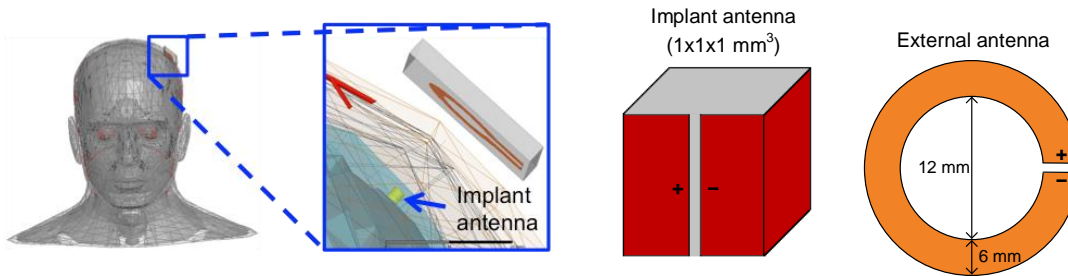 Implant
antenna
Implant antenna
(1x1x1 mm³)
+ −
External antenna
12 mm
+
−
6 mm